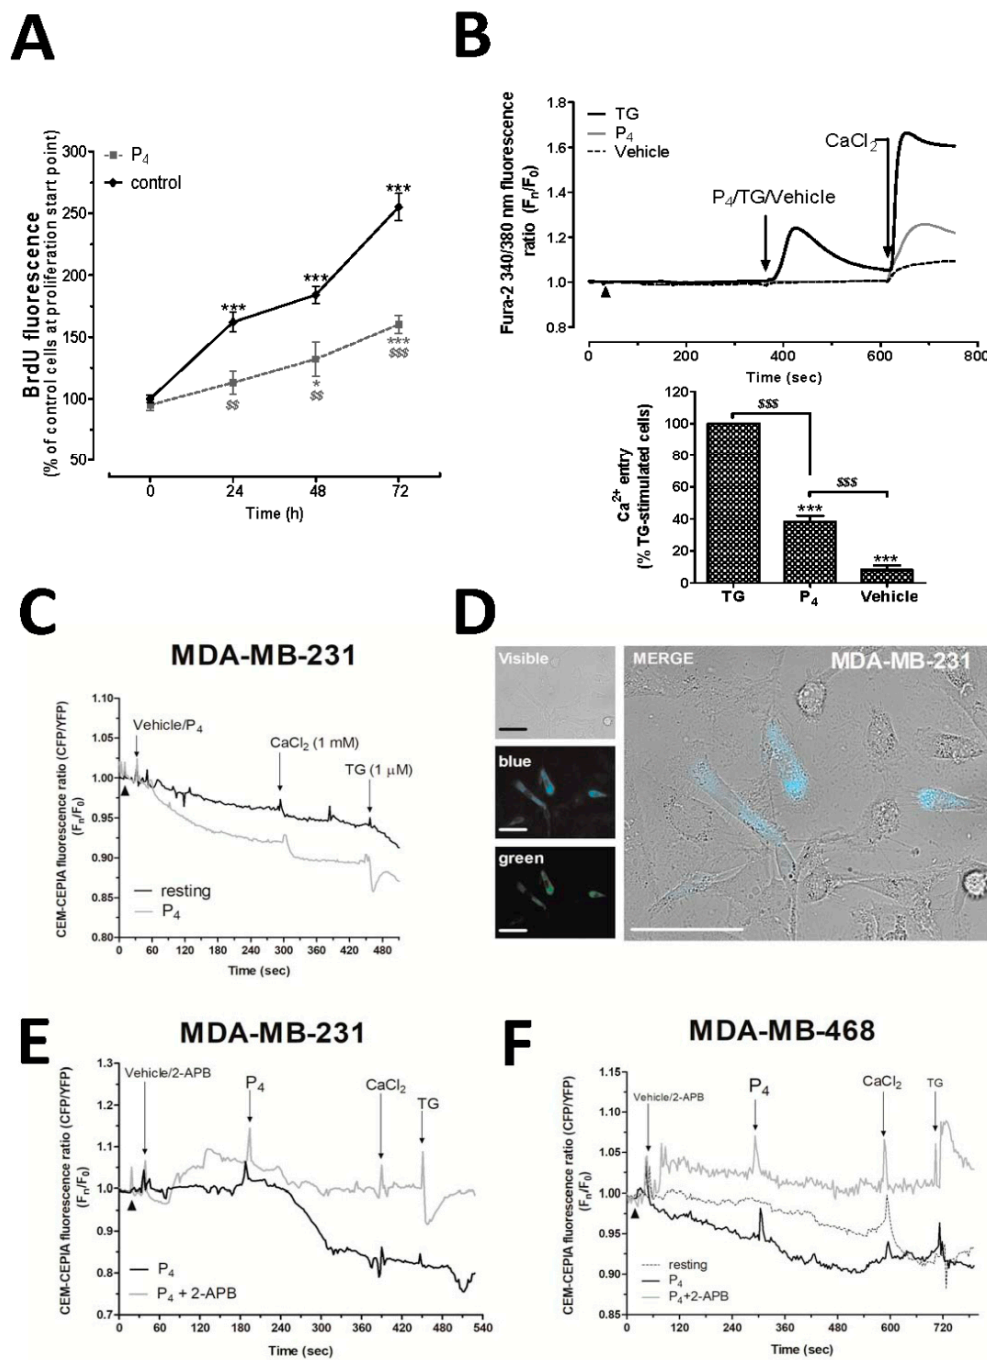 A
BrdU fluorescence
(% of control cells at proliferation start point)
300
250
200
150
100
50
P4
control
***
***
***
$$
*
$$
***
$$$
0
24
48
72
Time (h)
B
Fura-2 340/380 nm fluorescence
ratio (Fn/F0)
1.8
1.6
1.4
1.2
1.0
0.8
TG
P4
Vehicle
P4/TG/Vehicle
CaCl2
0
200
400
600
800
Time (sec)
Ca2+ entry
(% TG-stimulated cells)
120
100
80
60
40
20
0
$$$
$$$
***
***
TG
P4
Vehicle
C
MDA-MB-231
CEM-CEPIA fluorescence ratio (CFP/YFP)
(Fn/F0)
1.10
1.05
1.00
0.95
0.90
0.85
0.80
Vehicle/P4
CaCl2 (1 mM)
TG (1 µM)
resting
P4
0
60
120
180
240
300
360
420
480
Time (sec)
D
Visible
blue
green
MERGE
MDA-MB-231
E
MDA-MB-231
CEM-CEPIA fluorescence ratio (CFP/YFP)
(Fn/F0)
1.3
1.2
1.1
1.0
0.9
0.8
0.7
Vehicle/2-APB
P4
CaCl2
TG
P4
P4 + 2-APB
0
60
120
180
240
300
360
420
480
540
Time (sec)
F
MDA-MB-468
CEM-CEPIA fluorescence ratio (CFP/YFP)
(Fn/F0)
1.15
1.10
1.05
1.00
0.95
0.90
0.85
Vehicle/2-APB
P4
CaCl2
TG
resting
P4
P4+2-APB
0
120
240
360
480
600
720
Time (sec)